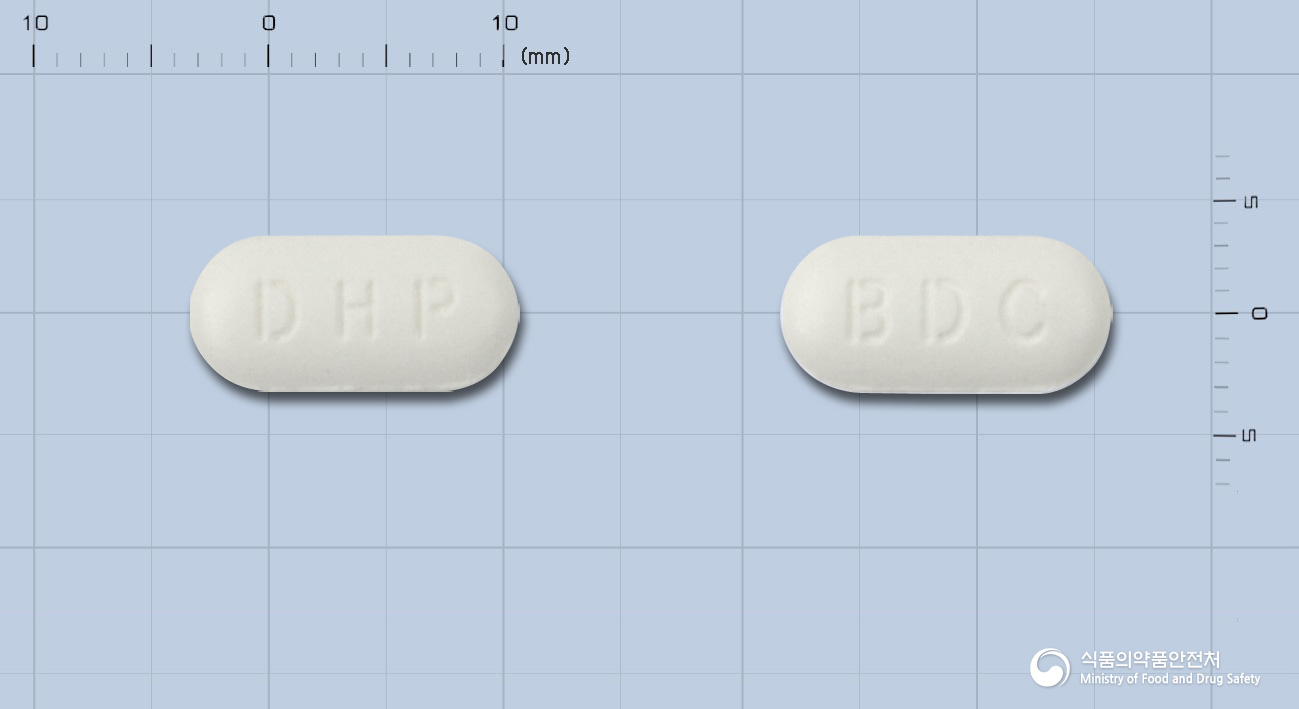 10 0 10
(mm)
5
0
5
DHP
BDC
식품의약품안전처
Ministry of Food and Drug Safety